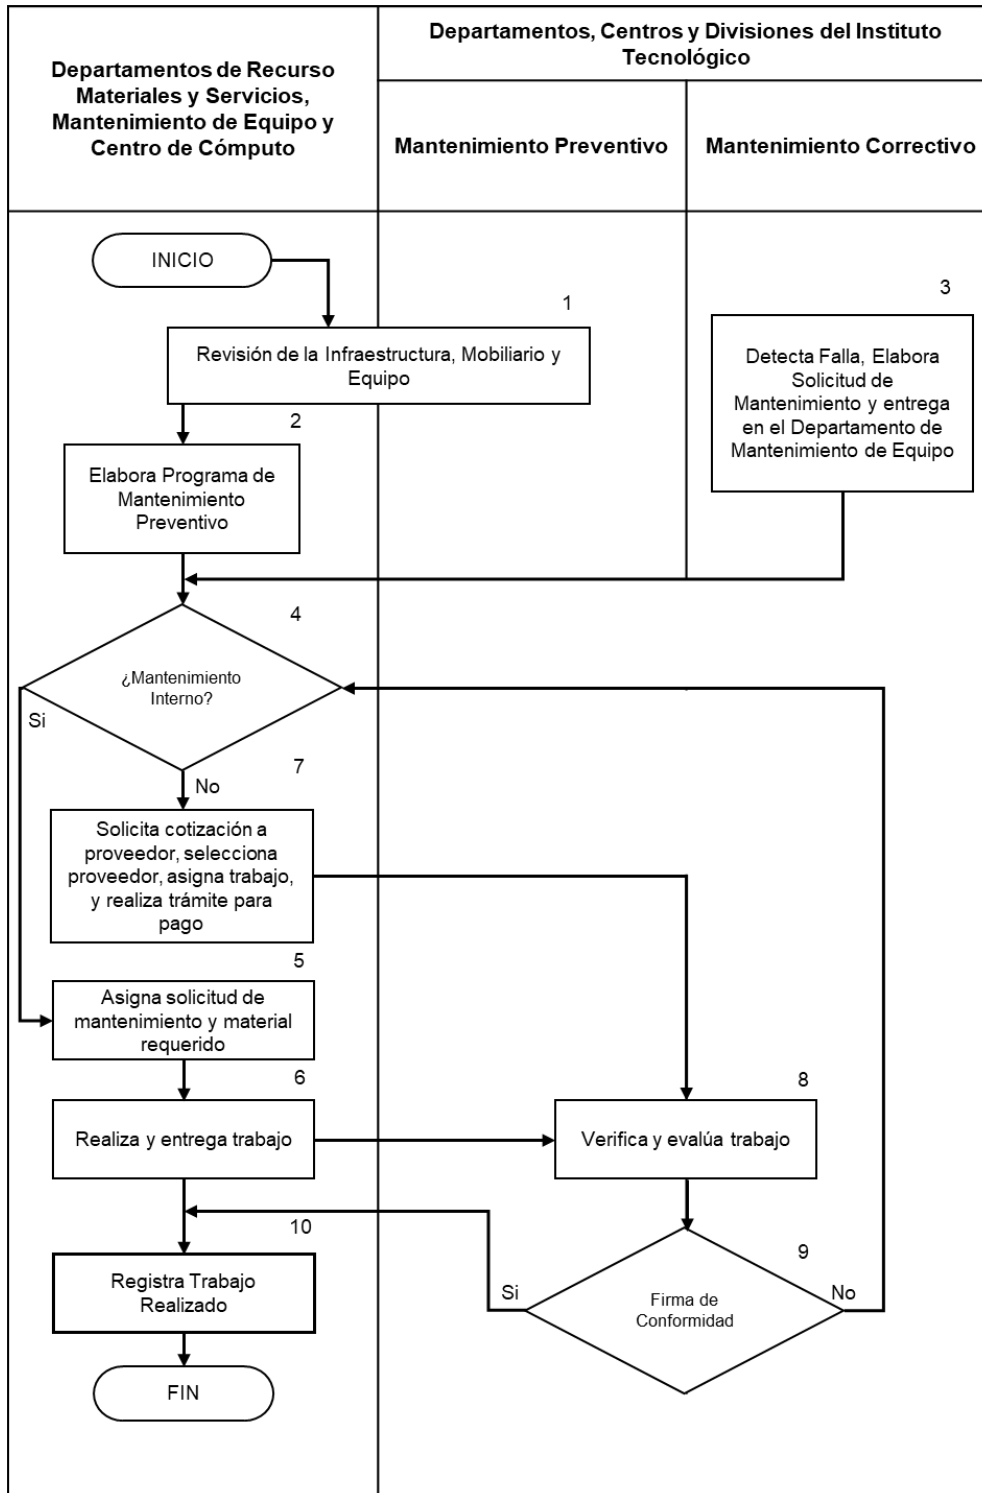 Departamentos de Recurso
Materiales y Servicios,
Mantenimiento de Equipo y
Centro de Cómputo
Departamentos, Centros y Divisiones del Instituto
Tecnológico
Mantenimiento Preventivo
Mantenimiento Correctivo
INICIO
1
Revisión de la Infraestructura, Mobiliario y
Equipo
3
Detecta Falla, Elabora
Solicitud de
Mantenimiento y entrega
en el Departamento de
Mantenimiento de Equipo
2
Elabora Programa de
Mantenimiento
Preventivo
4
¿Mantenimiento
Interno?
Si
No
7
Solicita cotización a
proveedor, selecciona
proveedor, asigna trabajo,
y realiza trámite para
pago
5
Asigna solicitud de
mantenimiento y material
requerido
6
Realiza y entrega trabajo
8
Verifica y evalúa trabajo
9
Firma de
Conformidad
Si
No
10
Registra Trabajo
Realizado
FIN